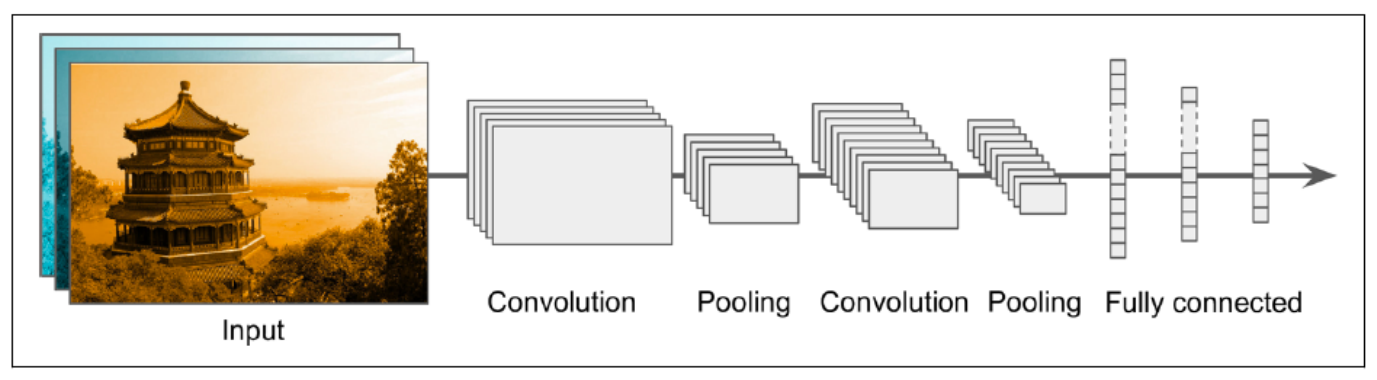 Input
Convolution
Pooling
Convolution
Pooling
Fully connected